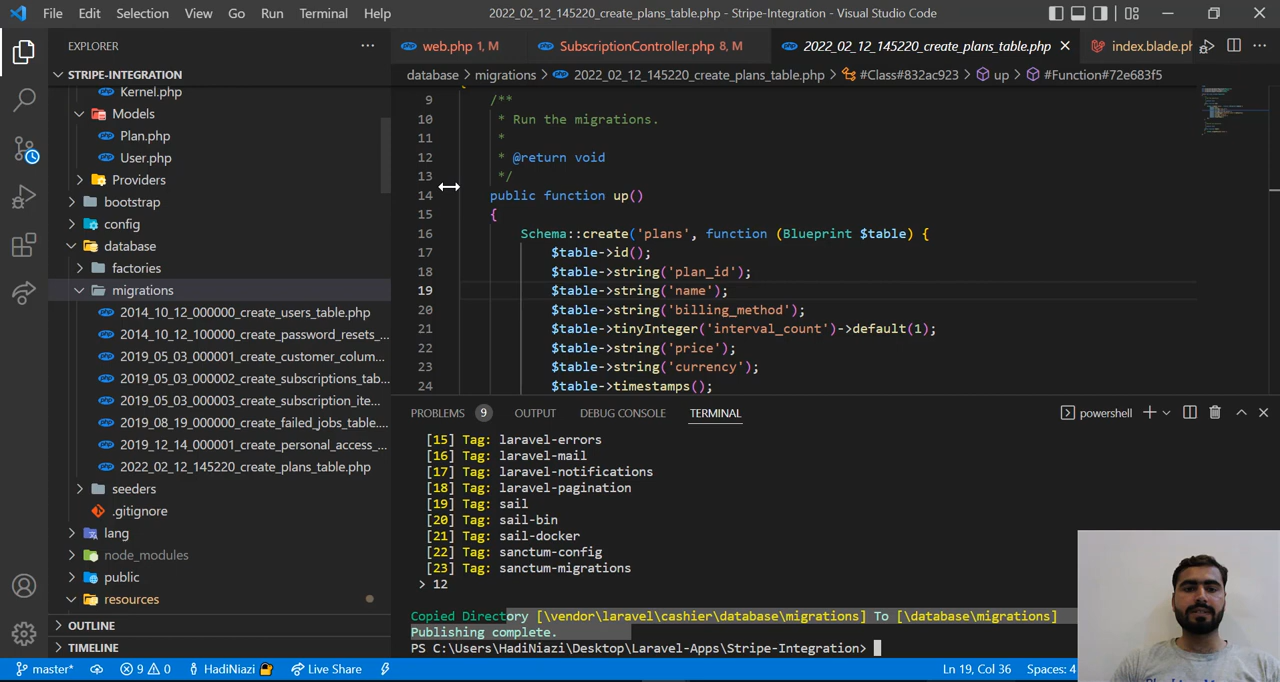 File Edit Selection View Go Run Terminal Help
2022_02_12_145220_create_plans_table.php - Stripe-Integration - Visual Studio Code
EXPLORER
STRIPE-INTEGRATION
Kernel.php
Models
Plan.php
User.php
Providers
bootstrap
config
database
factories
migrations
2014_10_12_000000_create_users_table.php
2014_10_12_100000_create_password_resets_...
2019_05_03_000001_create_customer_colum...
2019_05_03_000002_create_subscriptions_tab...
2019_05_03_000003_create_subscription_ite...
2019_08_19_000000_create_failed_jobs_table....
2019_12_14_000001_create_personal_access_...
2022_02_12_145220_create_plans_table.php
seeders
.gitignore
lang
node_modules
public
resources
OUTLINE
TIMELINE
web.php 1, M
SubscriptionController.php 8, M
2022_02_12_145220_create_plans_table.php
index.blade.ph
database > migrations > 2022_02_12_145220_create_plans_table.php > #Class#832ac923 > up > #Function#72e683f5
9 /**
10 * Run the migrations.
11 *
12 * @return void
13 */
14 public function up()
15 {
16 Schema::create('plans', function (Blueprint $table) {
17 $table->id();
18 $table->string('plan_id');
19 $table->string('name');
20 $table->string('billing_method');
21 $table->tinyInteger('interval_count')->default(1);
22 $table->string('price');
23 $table->string('currency');
24 $table->timestamps();
PROBLEMS 9 OUTPUT DEBUG CONSOLE TERMINAL
powershell
[15] Tag: laravel-errors
[16] Tag: laravel-mail
[17] Tag: laravel-notifications
[18] Tag: laravel-pagination
[19] Tag: sail
[20] Tag: sail-bin
[21] Tag: sail-docker
[22] Tag: sanctum-config
[23] Tag: sanctum-migrations
> 12
Copied Directory [\vendor\laravel\cashier\database\migrations] To [\database\migrations]
Publishing complete.
PS C:\Users\HadiNiazi\Desktop\Laravel-Apps\Stripe-Integration>
master* 9 0 HadiNiazi Live Share
Ln 19, Col 36 Spaces: 4